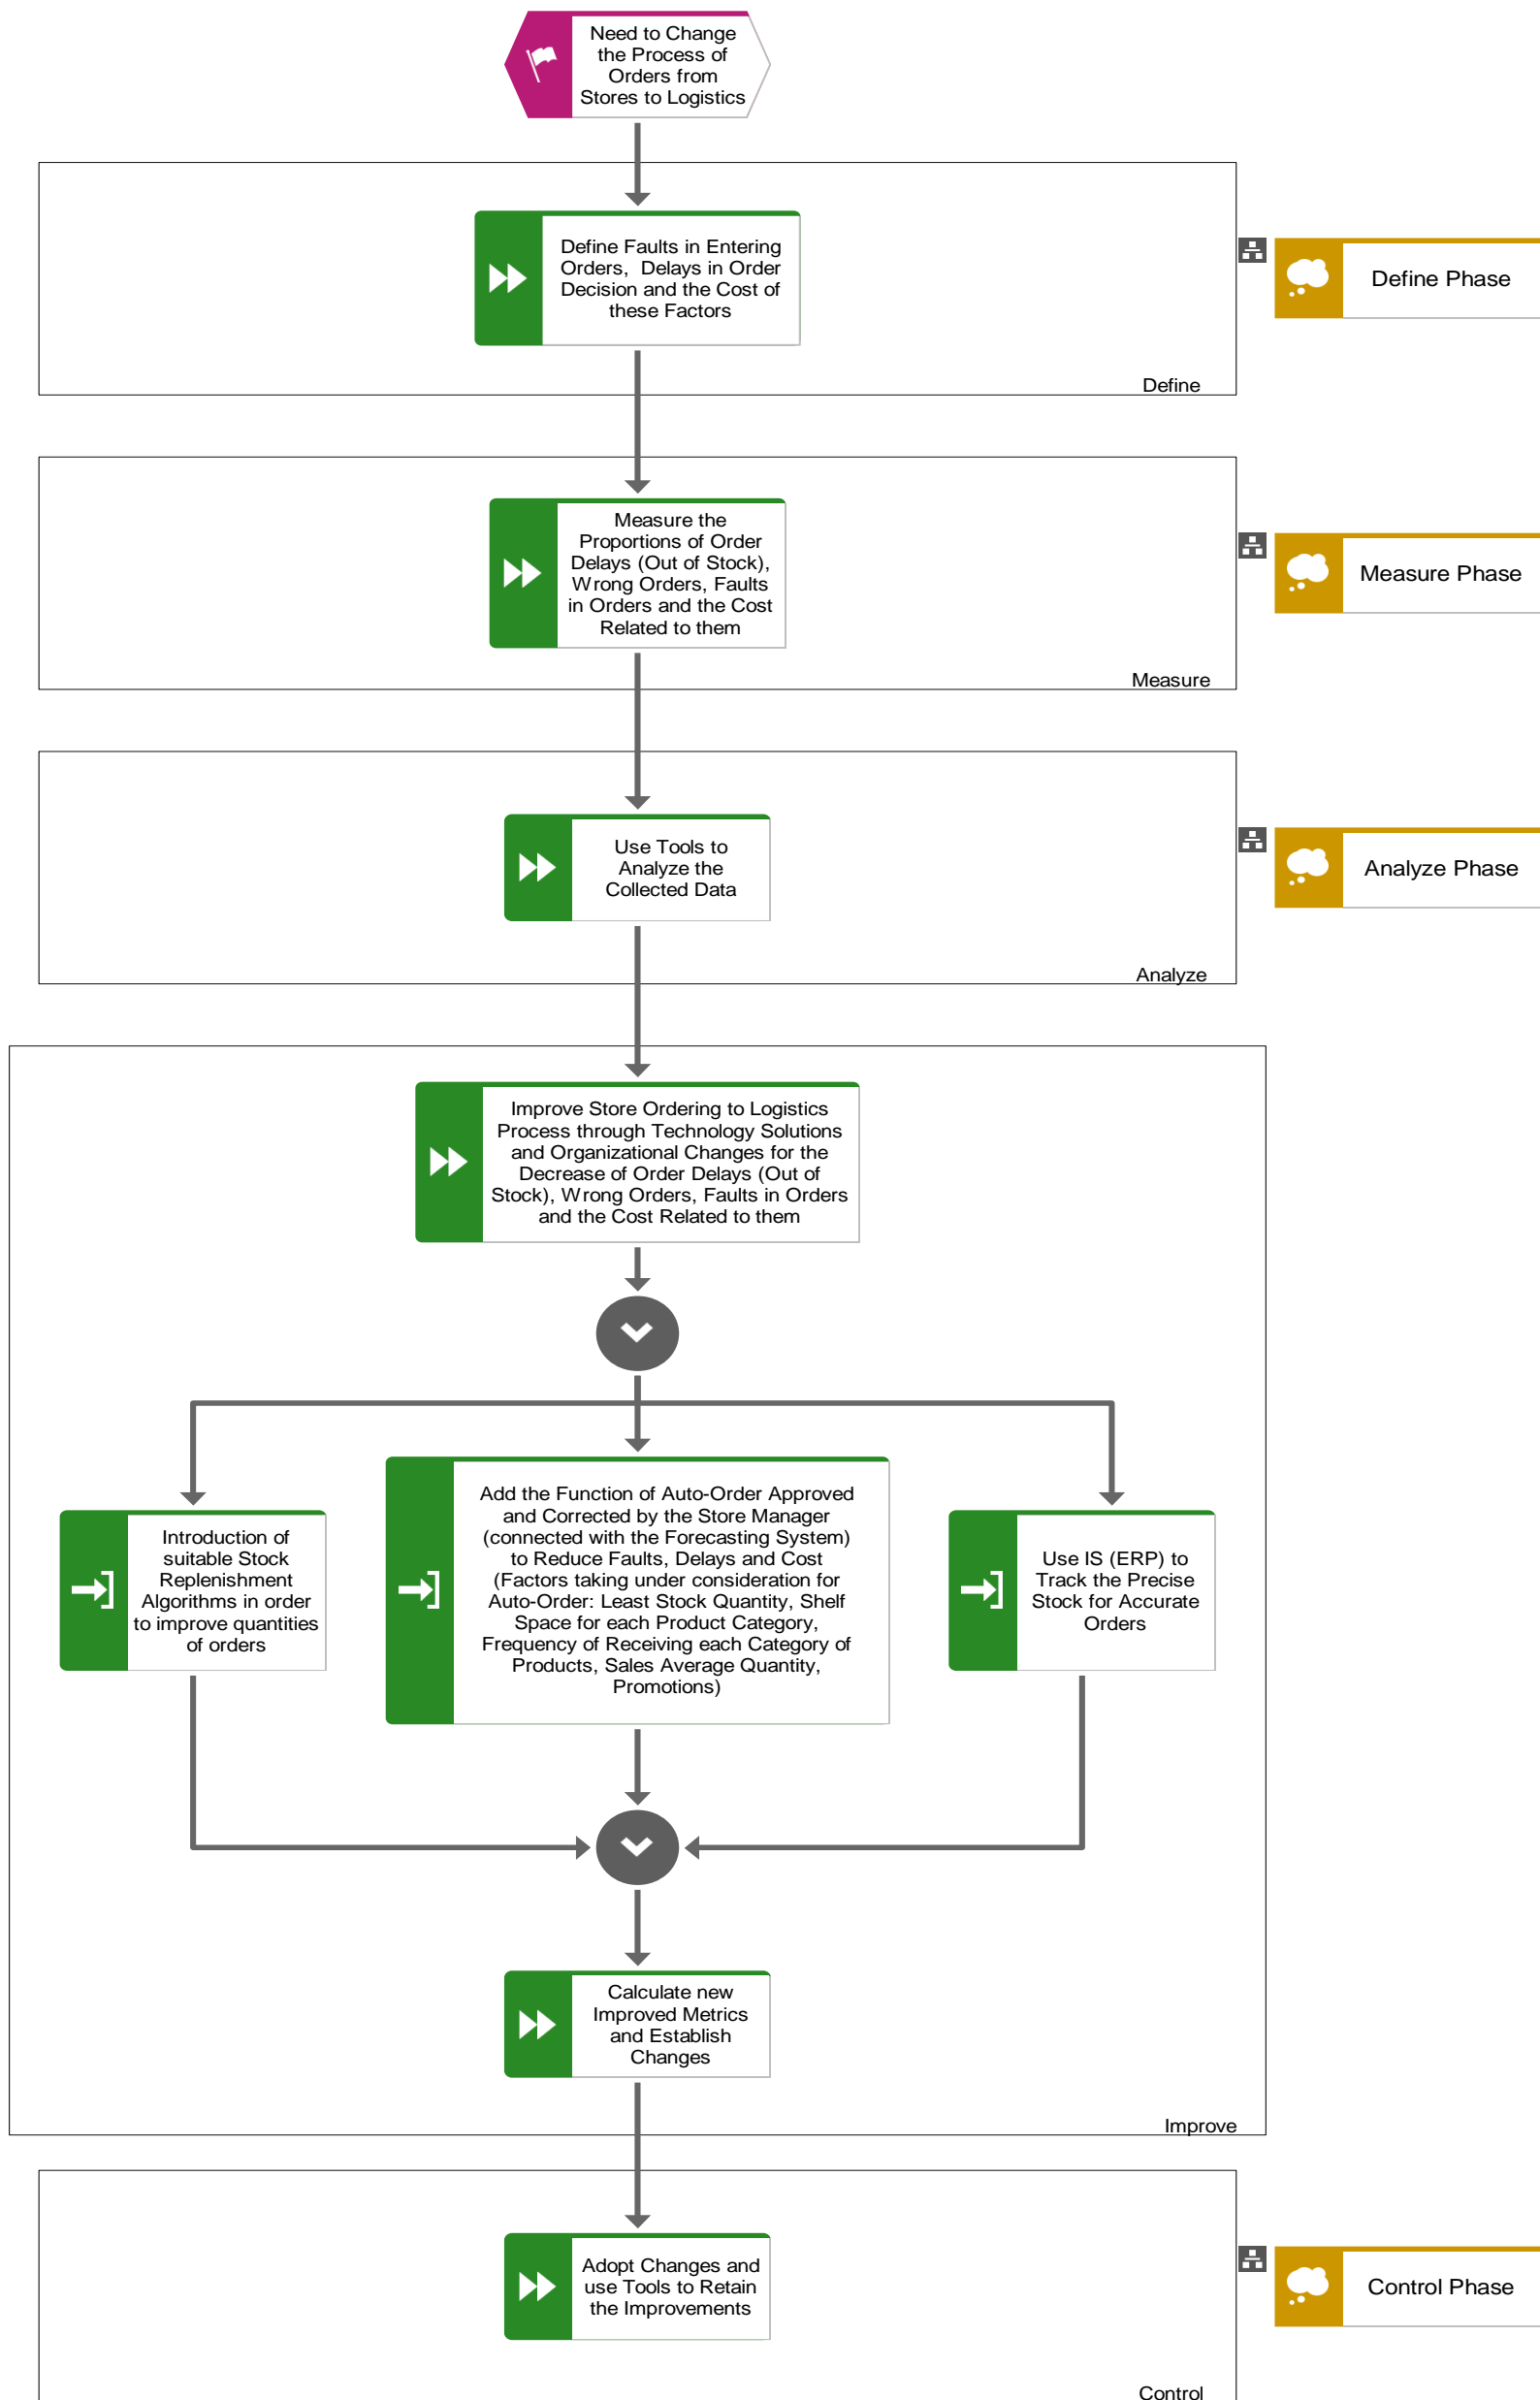 Need to Change
the Process of
Orders from
Stores to Logistics
Define Faults in Entering
Orders,  Delays in Order
Decision and the Cost of
these Factors
Define Phase
Define
Measure the
Proportions of Order
Delays (Out of Stock),
Wrong Orders, Faults
in Orders and the Cost
Related to them
Measure Phase
Measure
Use Tools to
Analyze the
Collected Data
Analyze Phase
Analyze
Improve Store Ordering to Logistics
Process through Technology Solutions
and Organizational Changes for the
Decrease of Order Delays (Out of
Stock), Wrong Orders, Faults in Orders
and the Cost Related to them
Introduction of
suitable Stock
Replenishment
Algorithms in order
to improve quantities
of orders
Add the Function of Auto-Order Approved
and Corrected by the Store Manager
(connected with the Forecasting System)
to Reduce Faults, Delays and Cost
(Factors taking under consideration for
Auto-Order: Least Stock Quantity, Shelf
Space for each Product Category,
Frequency of Receiving each Category of
Products, Sales Average Quantity,
Promotions)
Use IS (ERP) to
Track the Precise
Stock for Accurate
Orders
Calculate new
Improved Metrics
and Establish
Changes
Improve
Adopt Changes and
use Tools to Retain
the Improvements
Control Phase
Control